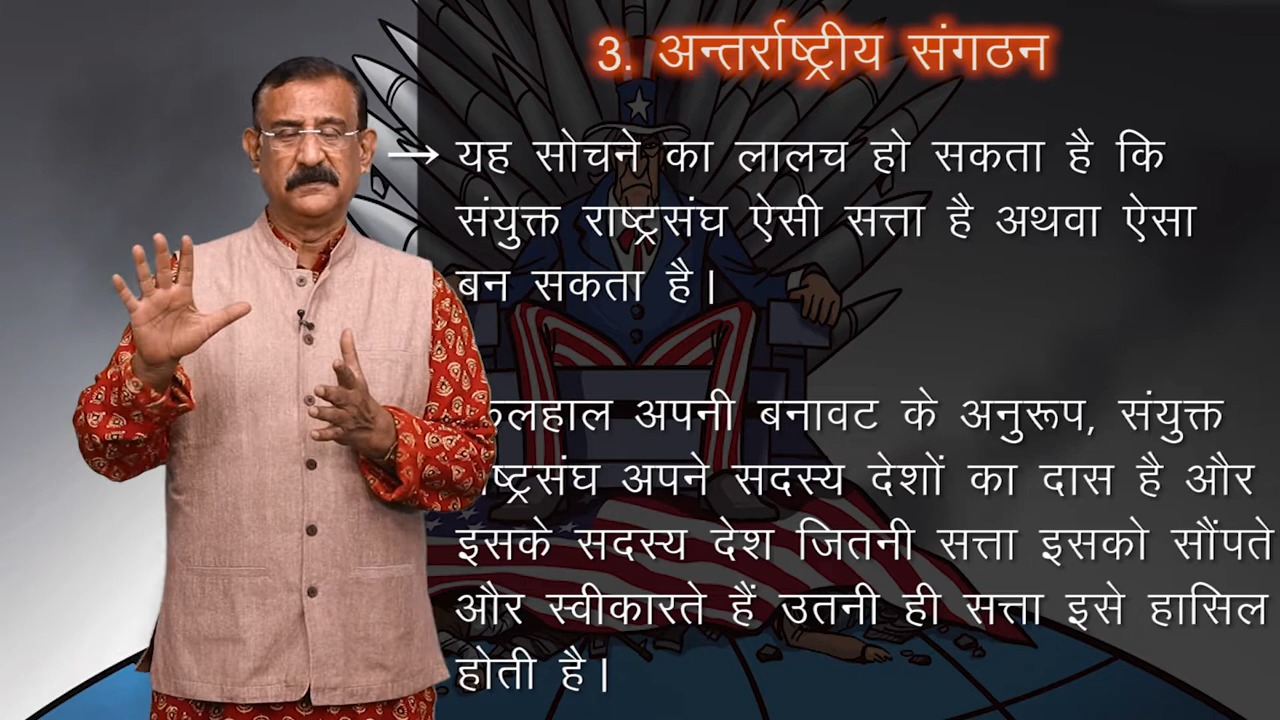 3. अन्तर्राष्ट्रीय संगठन
→ यह सोचने का लालच हो सकता है कि
संयुक्त राष्ट्रसंघ ऐसी सत्ता है अथवा ऐसा
बन सकता है।
अपनी बनावट के अनुरूप, संयुक्त
अपने सदस्य देशों का दास है और
इसके सदस्य देश जितनी सत्ता इसको सौंपते
और स्वीकारते हैं उतनी ही सत्ता इसे हासिल
होती है।